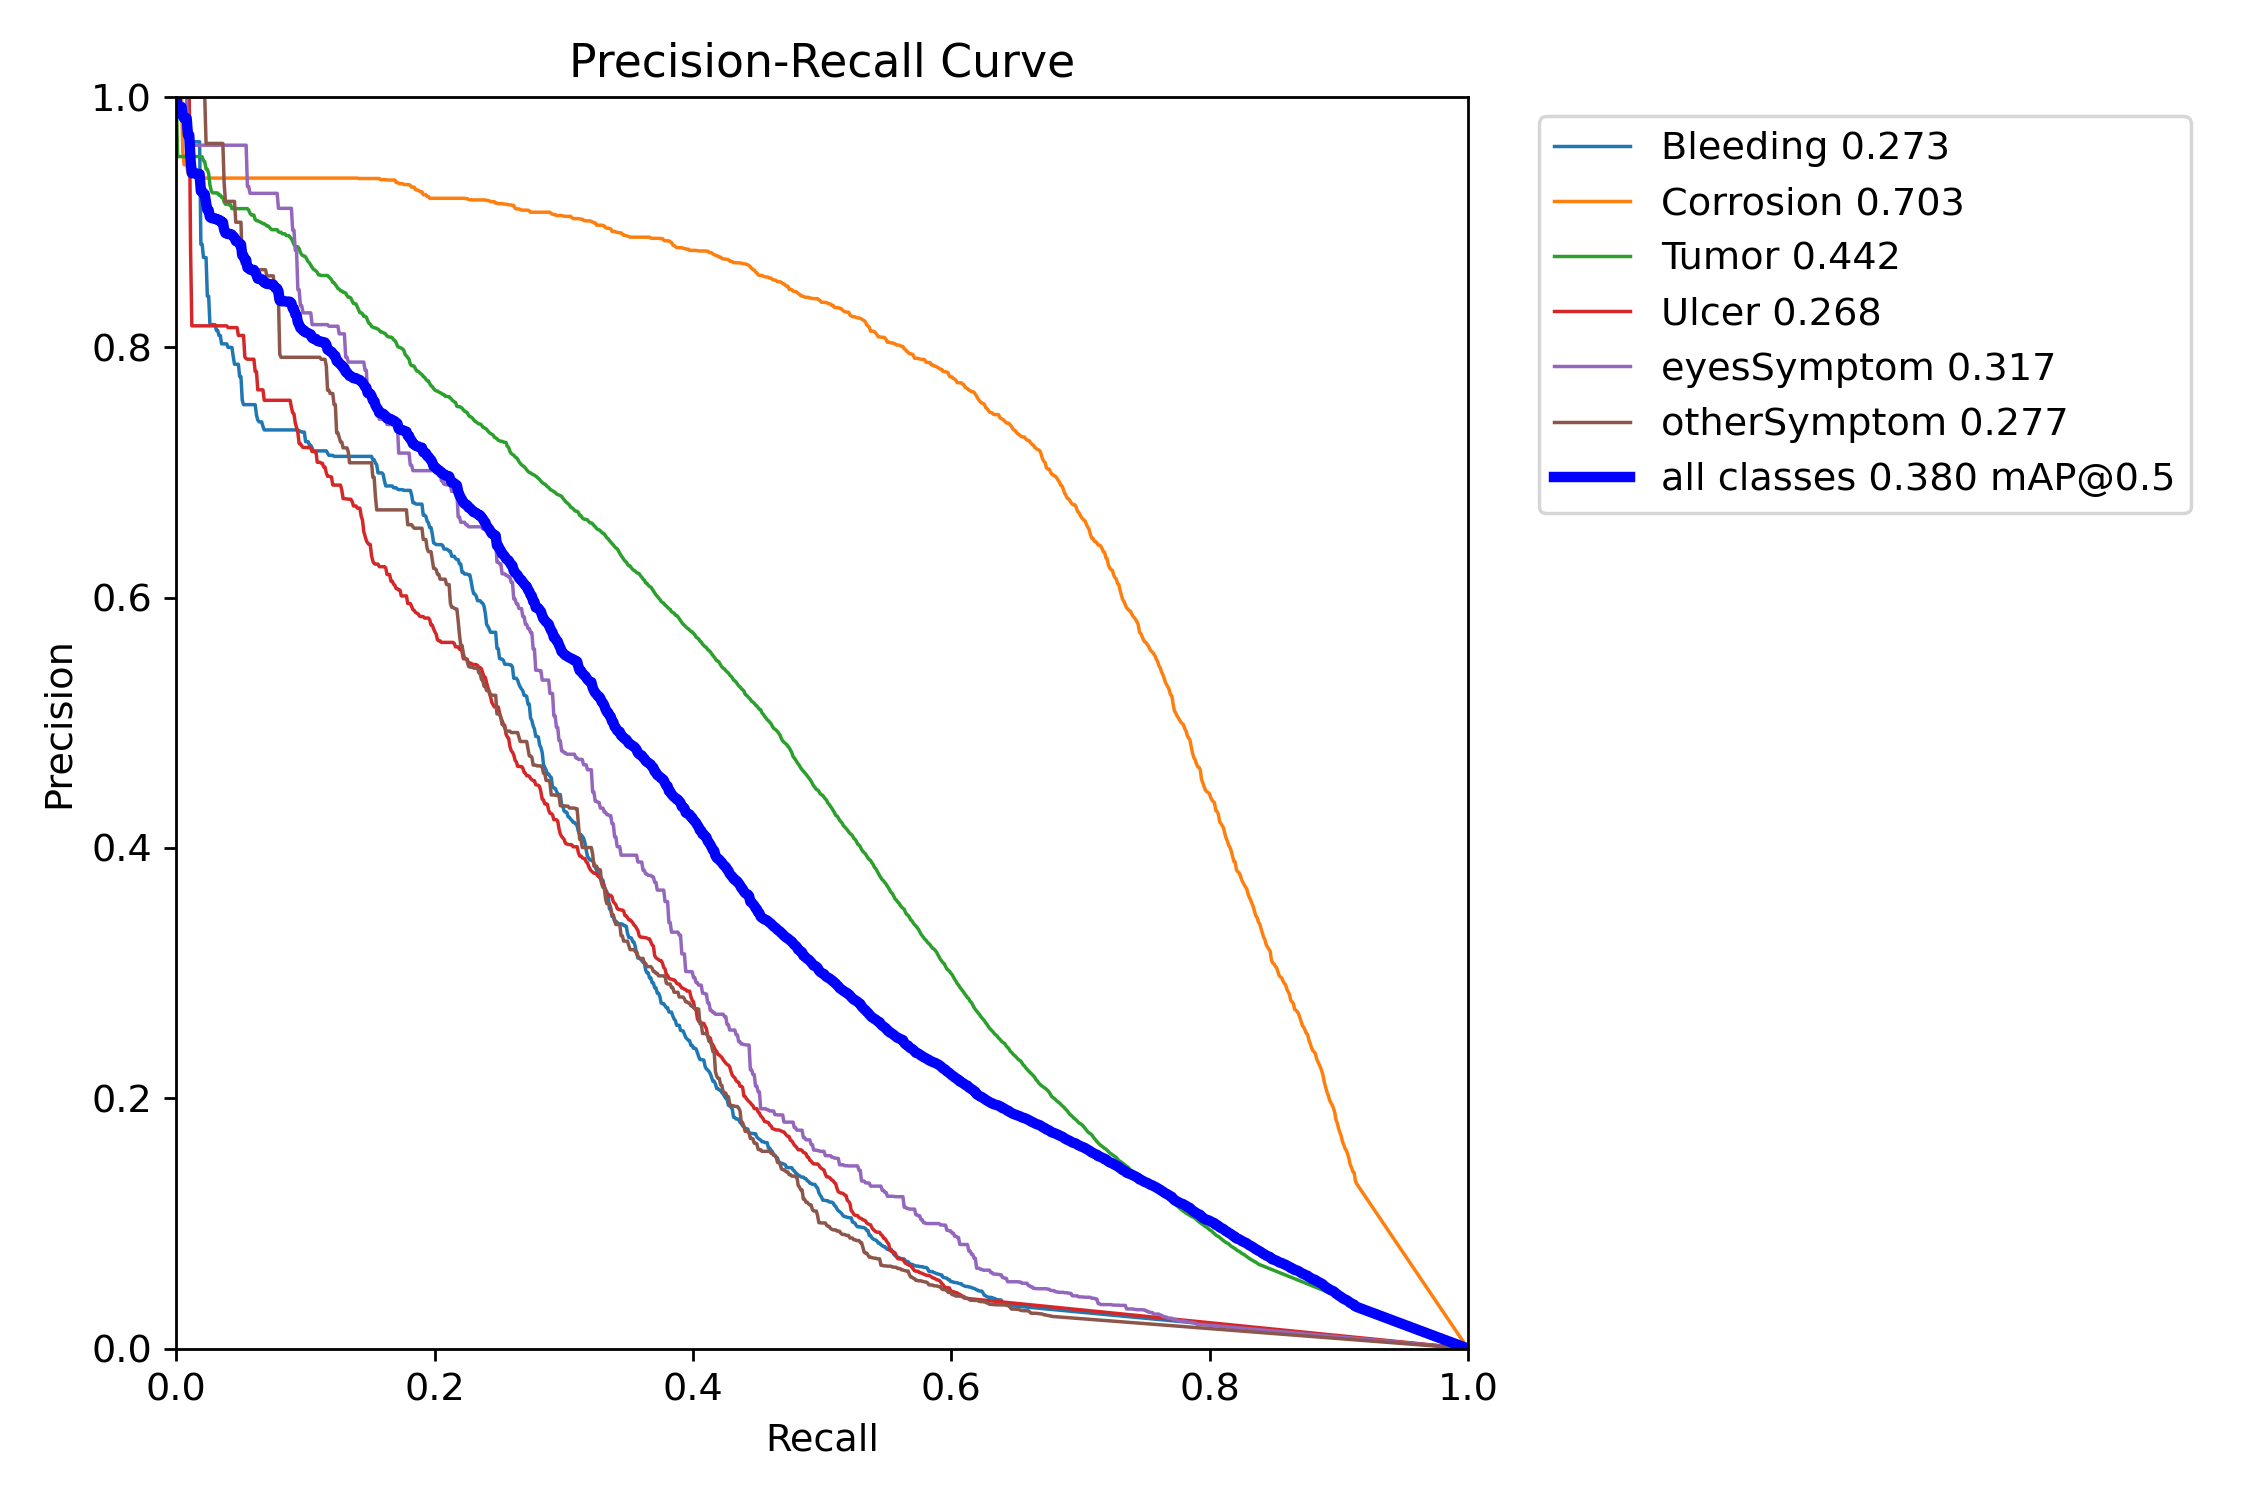 Precision-Recall Curve
1.0
0.8
0.6
0.4
0.2
0.0
Precision
0.0 0.2 0.4 0.6 0.8 1.0
Recall
Bleeding 0.273
Corrosion 0.703
Tumor 0.442
Ulcer 0.268
eyesSymptom 0.317
otherSymptom 0.277
all classes 0.380 mAP@0.5